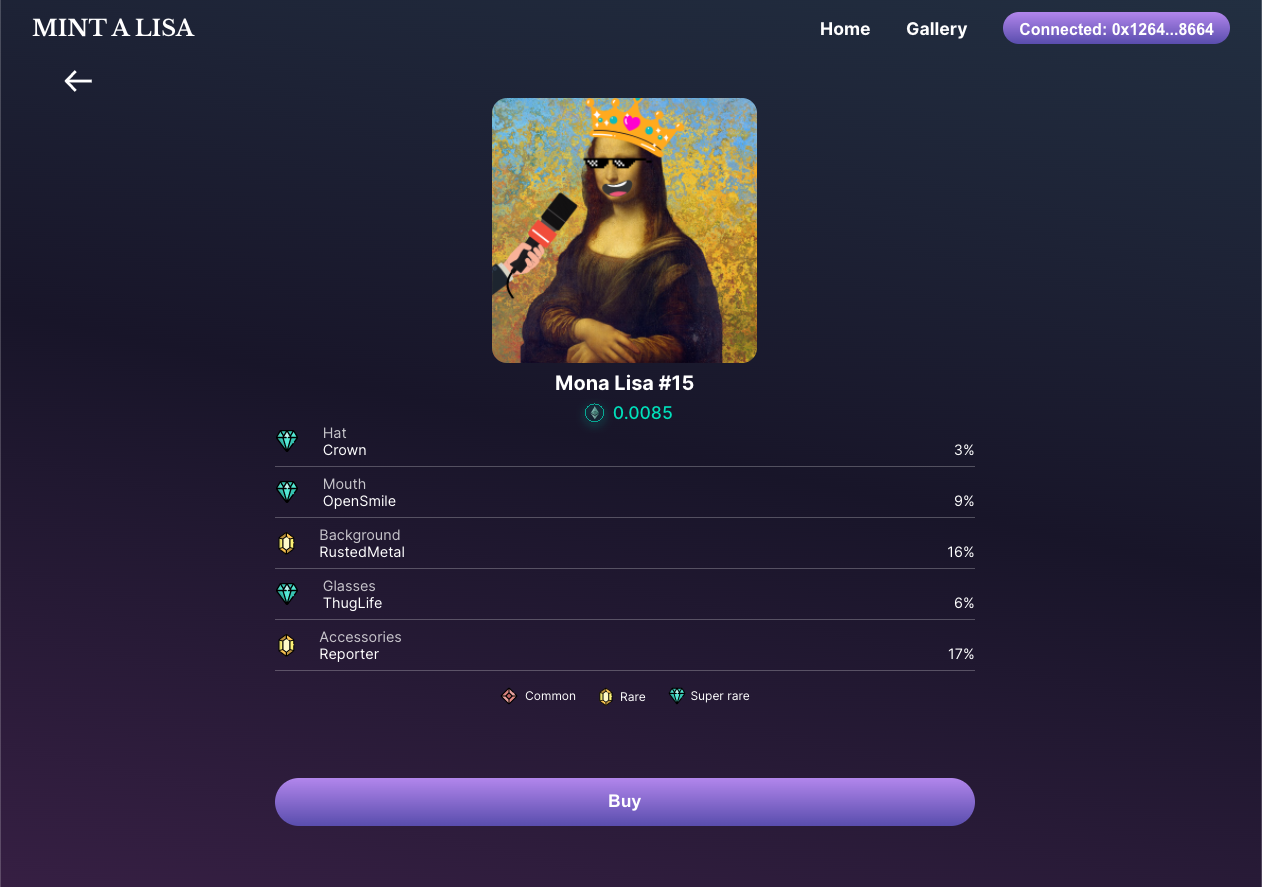 MINT A LISA
Home
Gallery
Connected: 0x1264...8664
Mona Lisa #15
0.0085
Hat
Crown
3%
Mouth
OpenSmile
9%
Background
RustedMetal
16%
Glasses
ThugLife
6%
Accessories
Reporter
17%
Common
Rare
Super rare
Buy